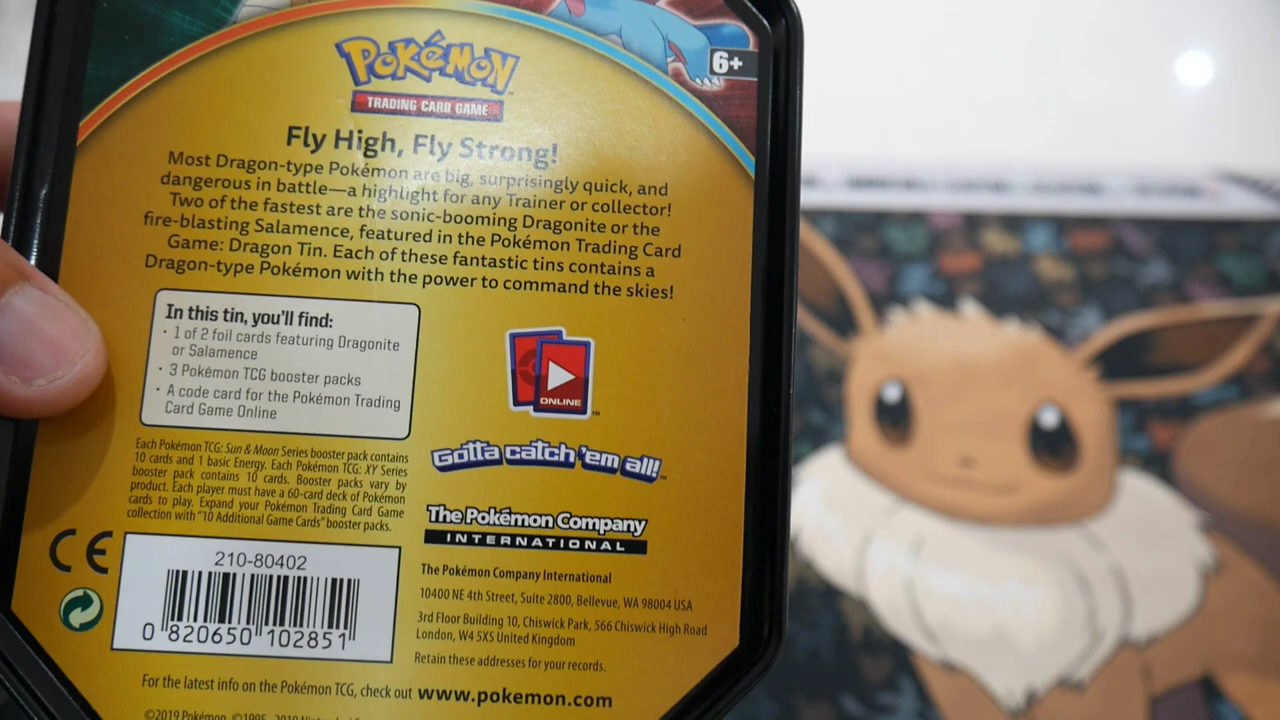 6+
Pokémon
TRADING CARD GAME
Fly High, Fly Strong!
Most Dragon-type Pokémon are big, surprisingly quick, and
dangerous in battle—a highlight for any Trainer or collector!
Two of the fastest are the sonic-booming Dragonite or the
fire-blasting Salamence, featured in the Pokémon Trading Card
Game: Dragon Tin. Each of these fantastic tins contains a
Dragon-type Pokémon with the power to command the skies!
In this tin, you'll find:
· 1 of 2 foil cards featuring Dragonite
or Salamence
· 3 Pokémon TCG booster packs
· A code card for the Pokémon Trading
Card Game Online
ONLINE
™
Each Pokémon TCG: Sun & Moon Series booster pack contains
10 cards and 1 basic Energy. Each Pokémon TCG: XY Series
booster pack contains 10 cards. Booster packs vary by
product. Each player must have a 60-card deck of Pokémon
cards to play. Expand your Pokémon Trading Card Game
collection with "10 Additional Game Cards" booster packs.
Gotta catch 'em all!™
The Pokémon Company
INTERNATIONAL
CE
210-80402
0 820650 102851
The Pokémon Company International
10400 NE 4th Street, Suite 2800, Bellevue, WA 98004 USA
3rd Floor Building 10, Chiswick Park, 566 Chiswick High Road
London, W4 5XS United Kingdom
Retain these addresses for your records.
For the latest info on the Pokémon TCG, check out www.pokemon.com
©2019 Pokémon.